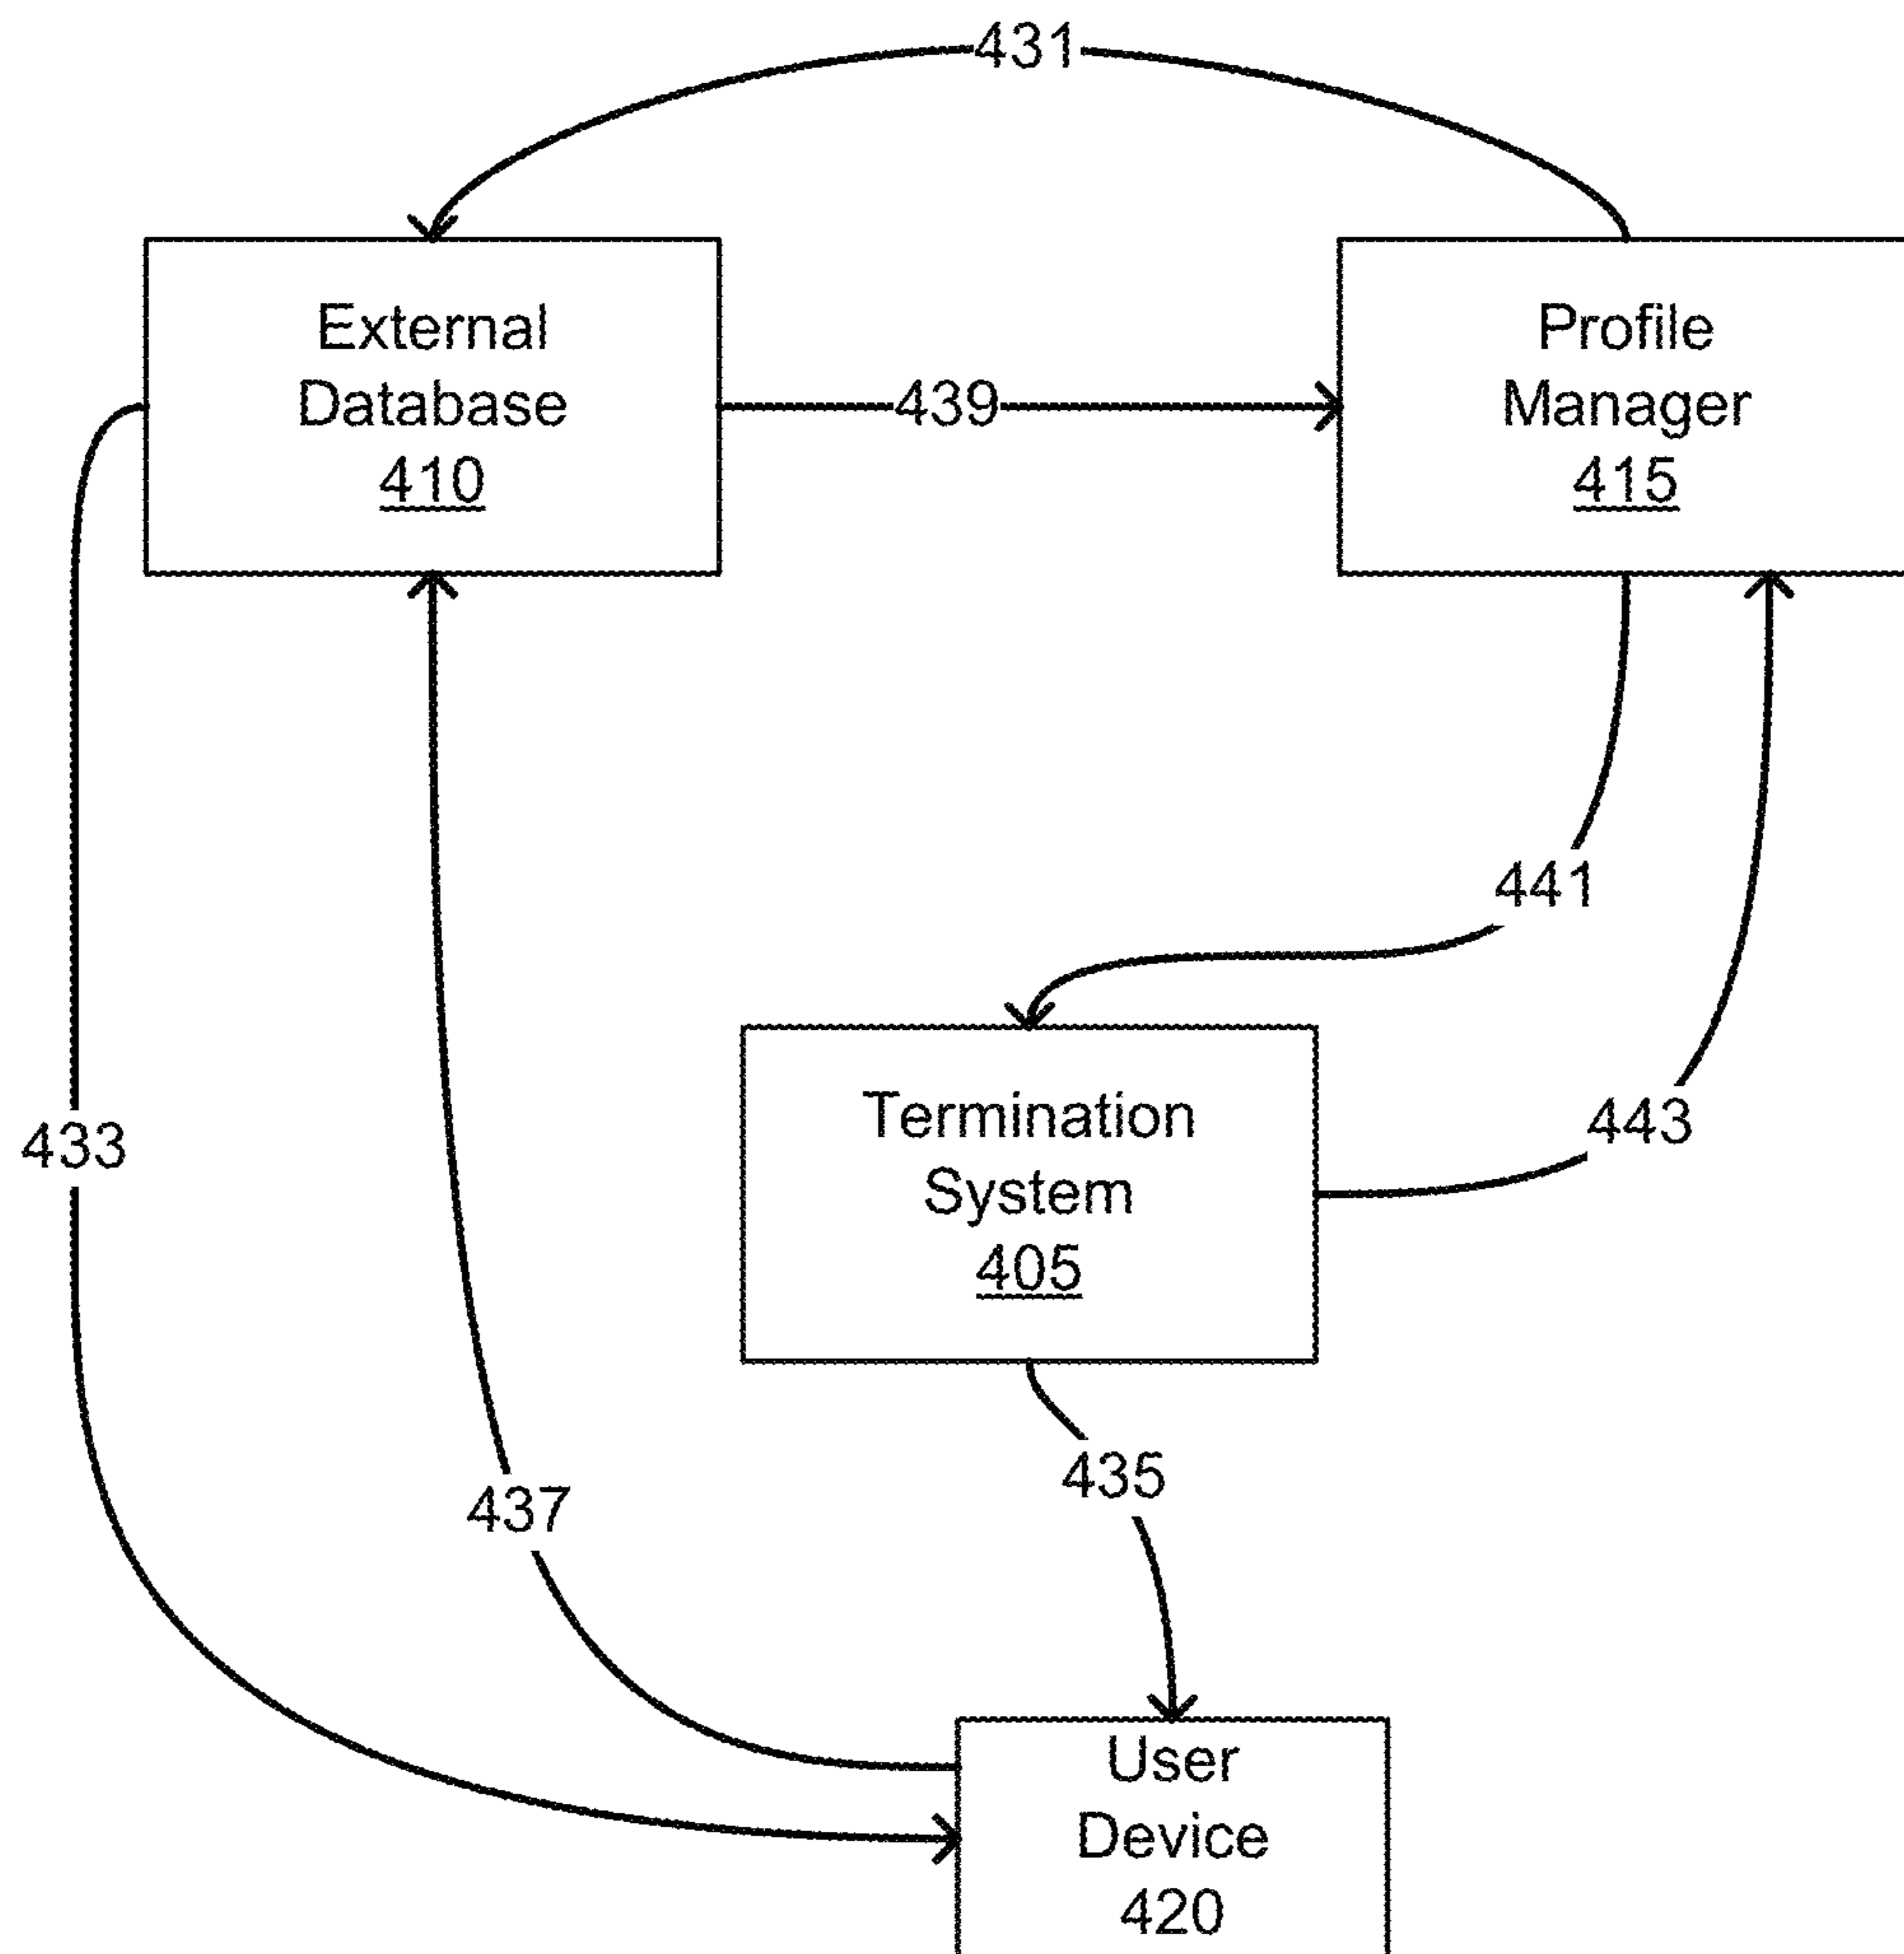 431
External
Database
410
439
Profile
Manager
415
441
Termination
System
405
443
433
435
437
User
Device
420